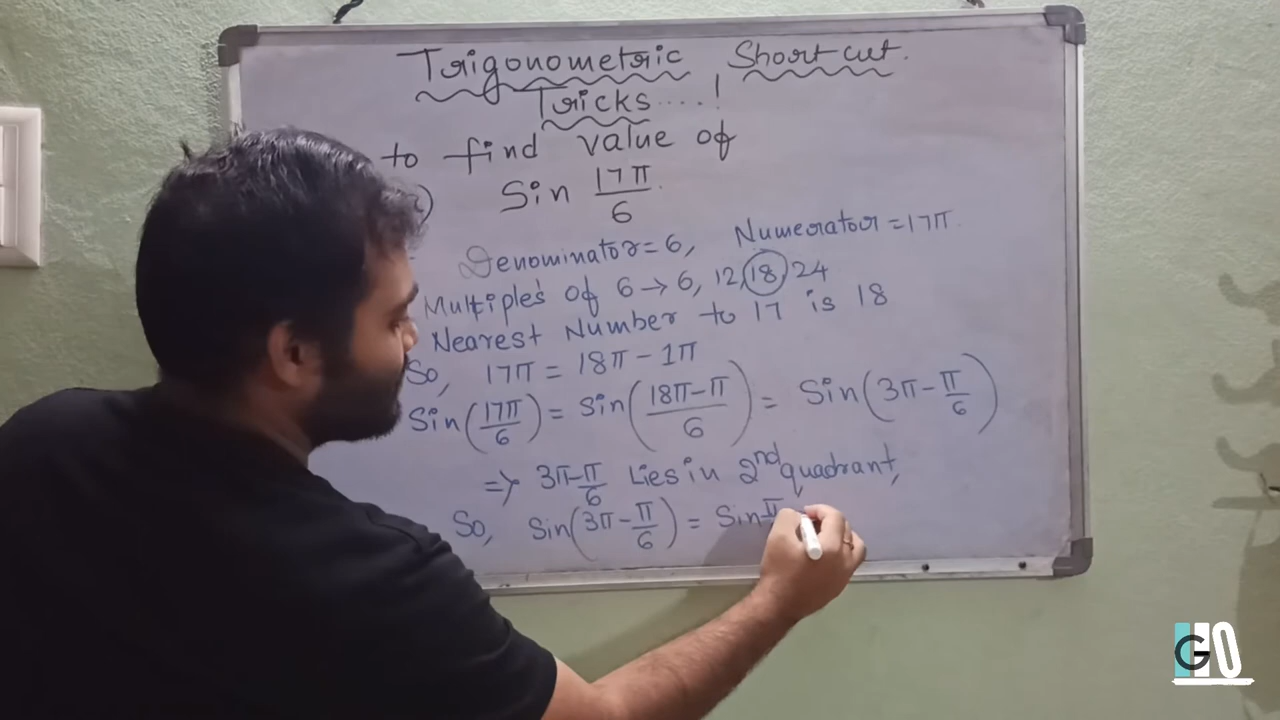 Trigonometric Short cut.
Tricks....!
to find value of
) Sin 17π/6.
Denominator = 6, Numerator = 17π.
Multiples of 6 → 6, 12, 18, 24
Nearest Number to 17 is 18
So, 17π = 18π - 1π
Sin(17π/6) = Sin(18π-π/6) = Sin(3π-π/6)
=> 3π-π/6 Lies in 2nd quadrant,
So, Sin(3π-π/6) = Sin π
GHO